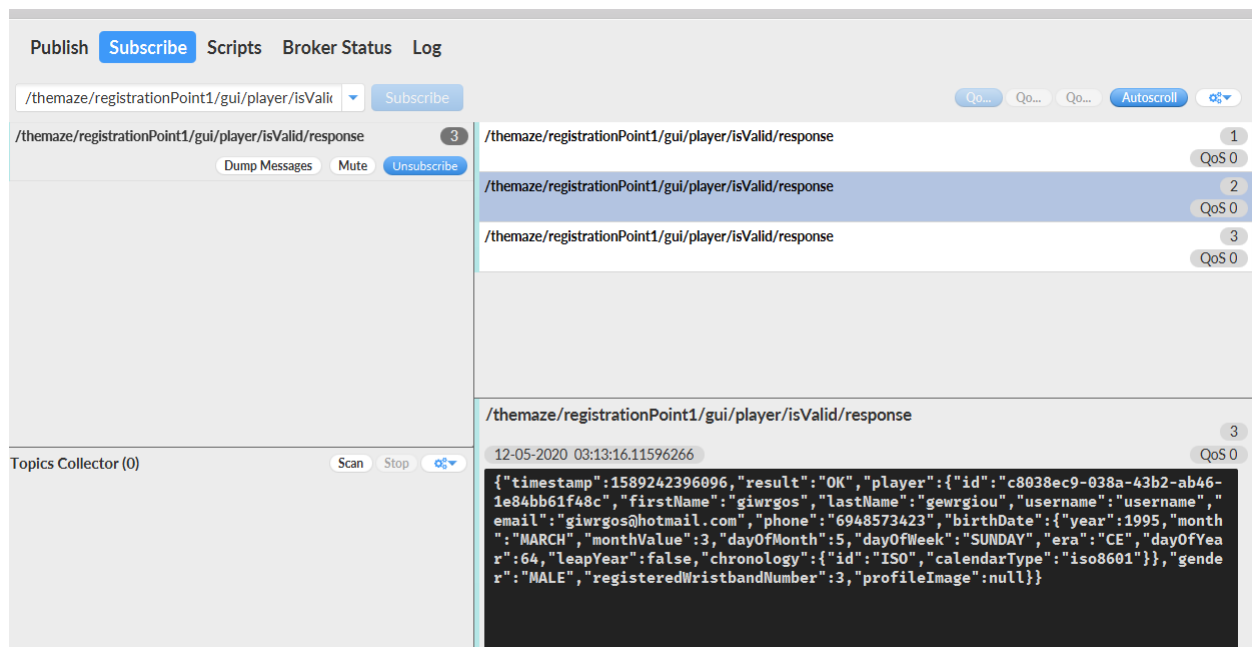 Publish Subscribe Scripts Broker Status Log
/themaze/registrationPoint1/gui/player/isValic Subscribe Qo... Qo... Qo... Autoscroll
/themaze/registrationPoint1/gui/player/isValid/response 3
Dump Messages Mute Unsubscribe
/themaze/registrationPoint1/gui/player/isValid/response 1
QoS 0
/themaze/registrationPoint1/gui/player/isValid/response 2
QoS 0
/themaze/registrationPoint1/gui/player/isValid/response 3
QoS 0
Topics Collector (0) Scan Stop
/themaze/registrationPoint1/gui/player/isValid/response
3
12-05-2020 03:13:16.11596266 QoS 0
{"timestamp":1589242396096,"result":"OK","player":{"id":"c8038ec9-038a-43b2-ab46-
1e84bb61f48c","firstName":"giwrgos","lastName":"gewrgiou","username":"username","
email":"giwrgos@hotmail.com","phone":"6948573423","birthDate":{"year":1995,"month
":"MARCH","monthValue":3,"dayOfMonth":5,"dayOfWeek":"SUNDAY","era":"CE","dayOfYea
r":64,"leapYear":false,"chronology":{"id":"ISO","calendarType":"iso8601"}},"gende
r":"MALE","registeredWristbandNumber":3,"profileImage":null}}